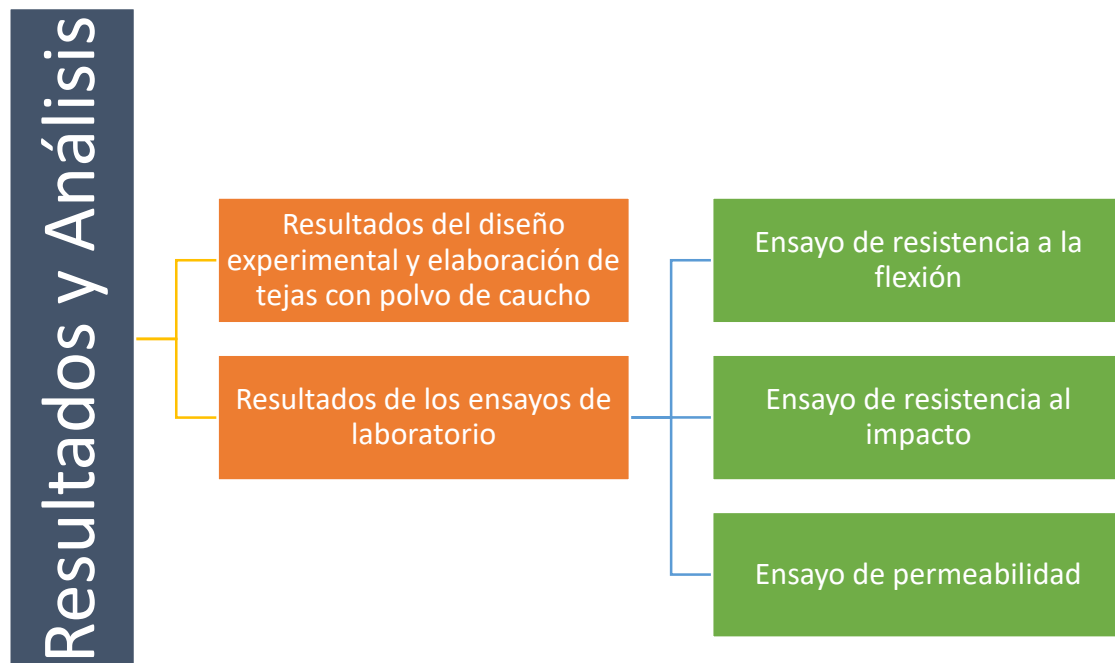 Resultados y Análisis
Resultados del diseño
experimental y elaboración de
tejas con polvo de caucho
Resultados de los ensayos de
laboratorio
Ensayo de resistencia a la
flexión
Ensayo de resistencia al
impacto
Ensayo de permeabilidad